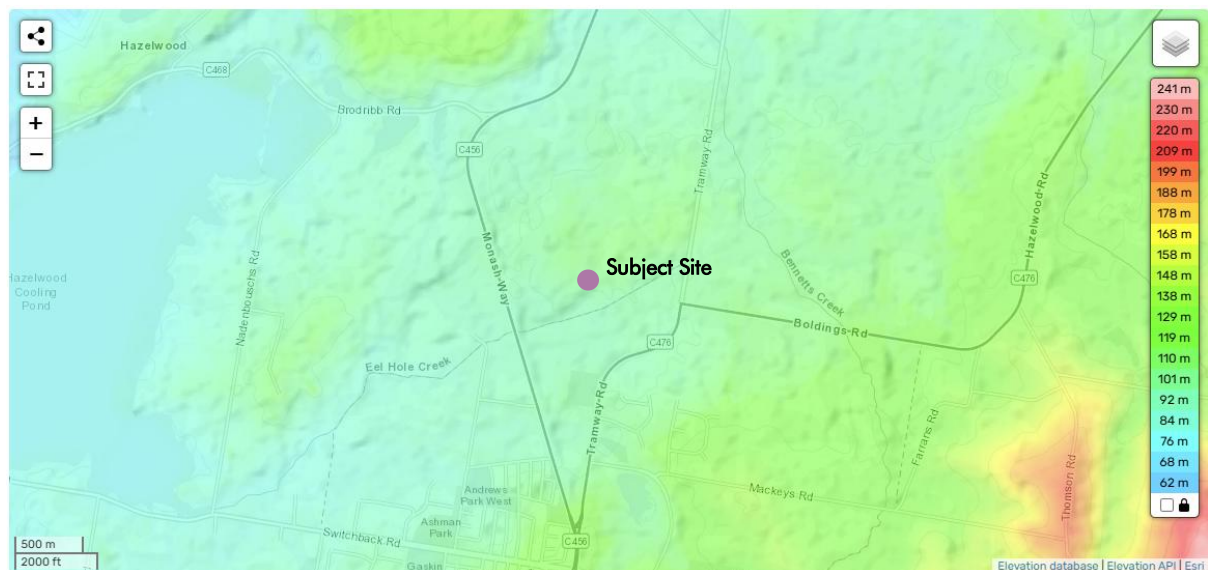 Hazelwood
C468
Brodribb Rd
C456
Tramway Rd
Hazelwood-Rd
Monash-Way
Subject Site
Nadenbouschs Rd
Bennetts Creek
Hazelwood
Cooling
Pond
C476
Boldings-Rd
C476
Eel Hole Creek
Tramway-Rd
Farrans Rd
Andrews
Park West
Mackeys Rd
Thomson Rd
Ashman
Park
Switchback Rd
C456
Gaskin
+
−
500 m
2000 ft
241 m
230 m
220 m
209 m
199 m
188 m
178 m
168 m
158 m
148 m
138 m
129 m
119 m
110 m
101 m
92 m
84 m
76 m
68 m
62 m
Elevation database | Elevation API | Esri